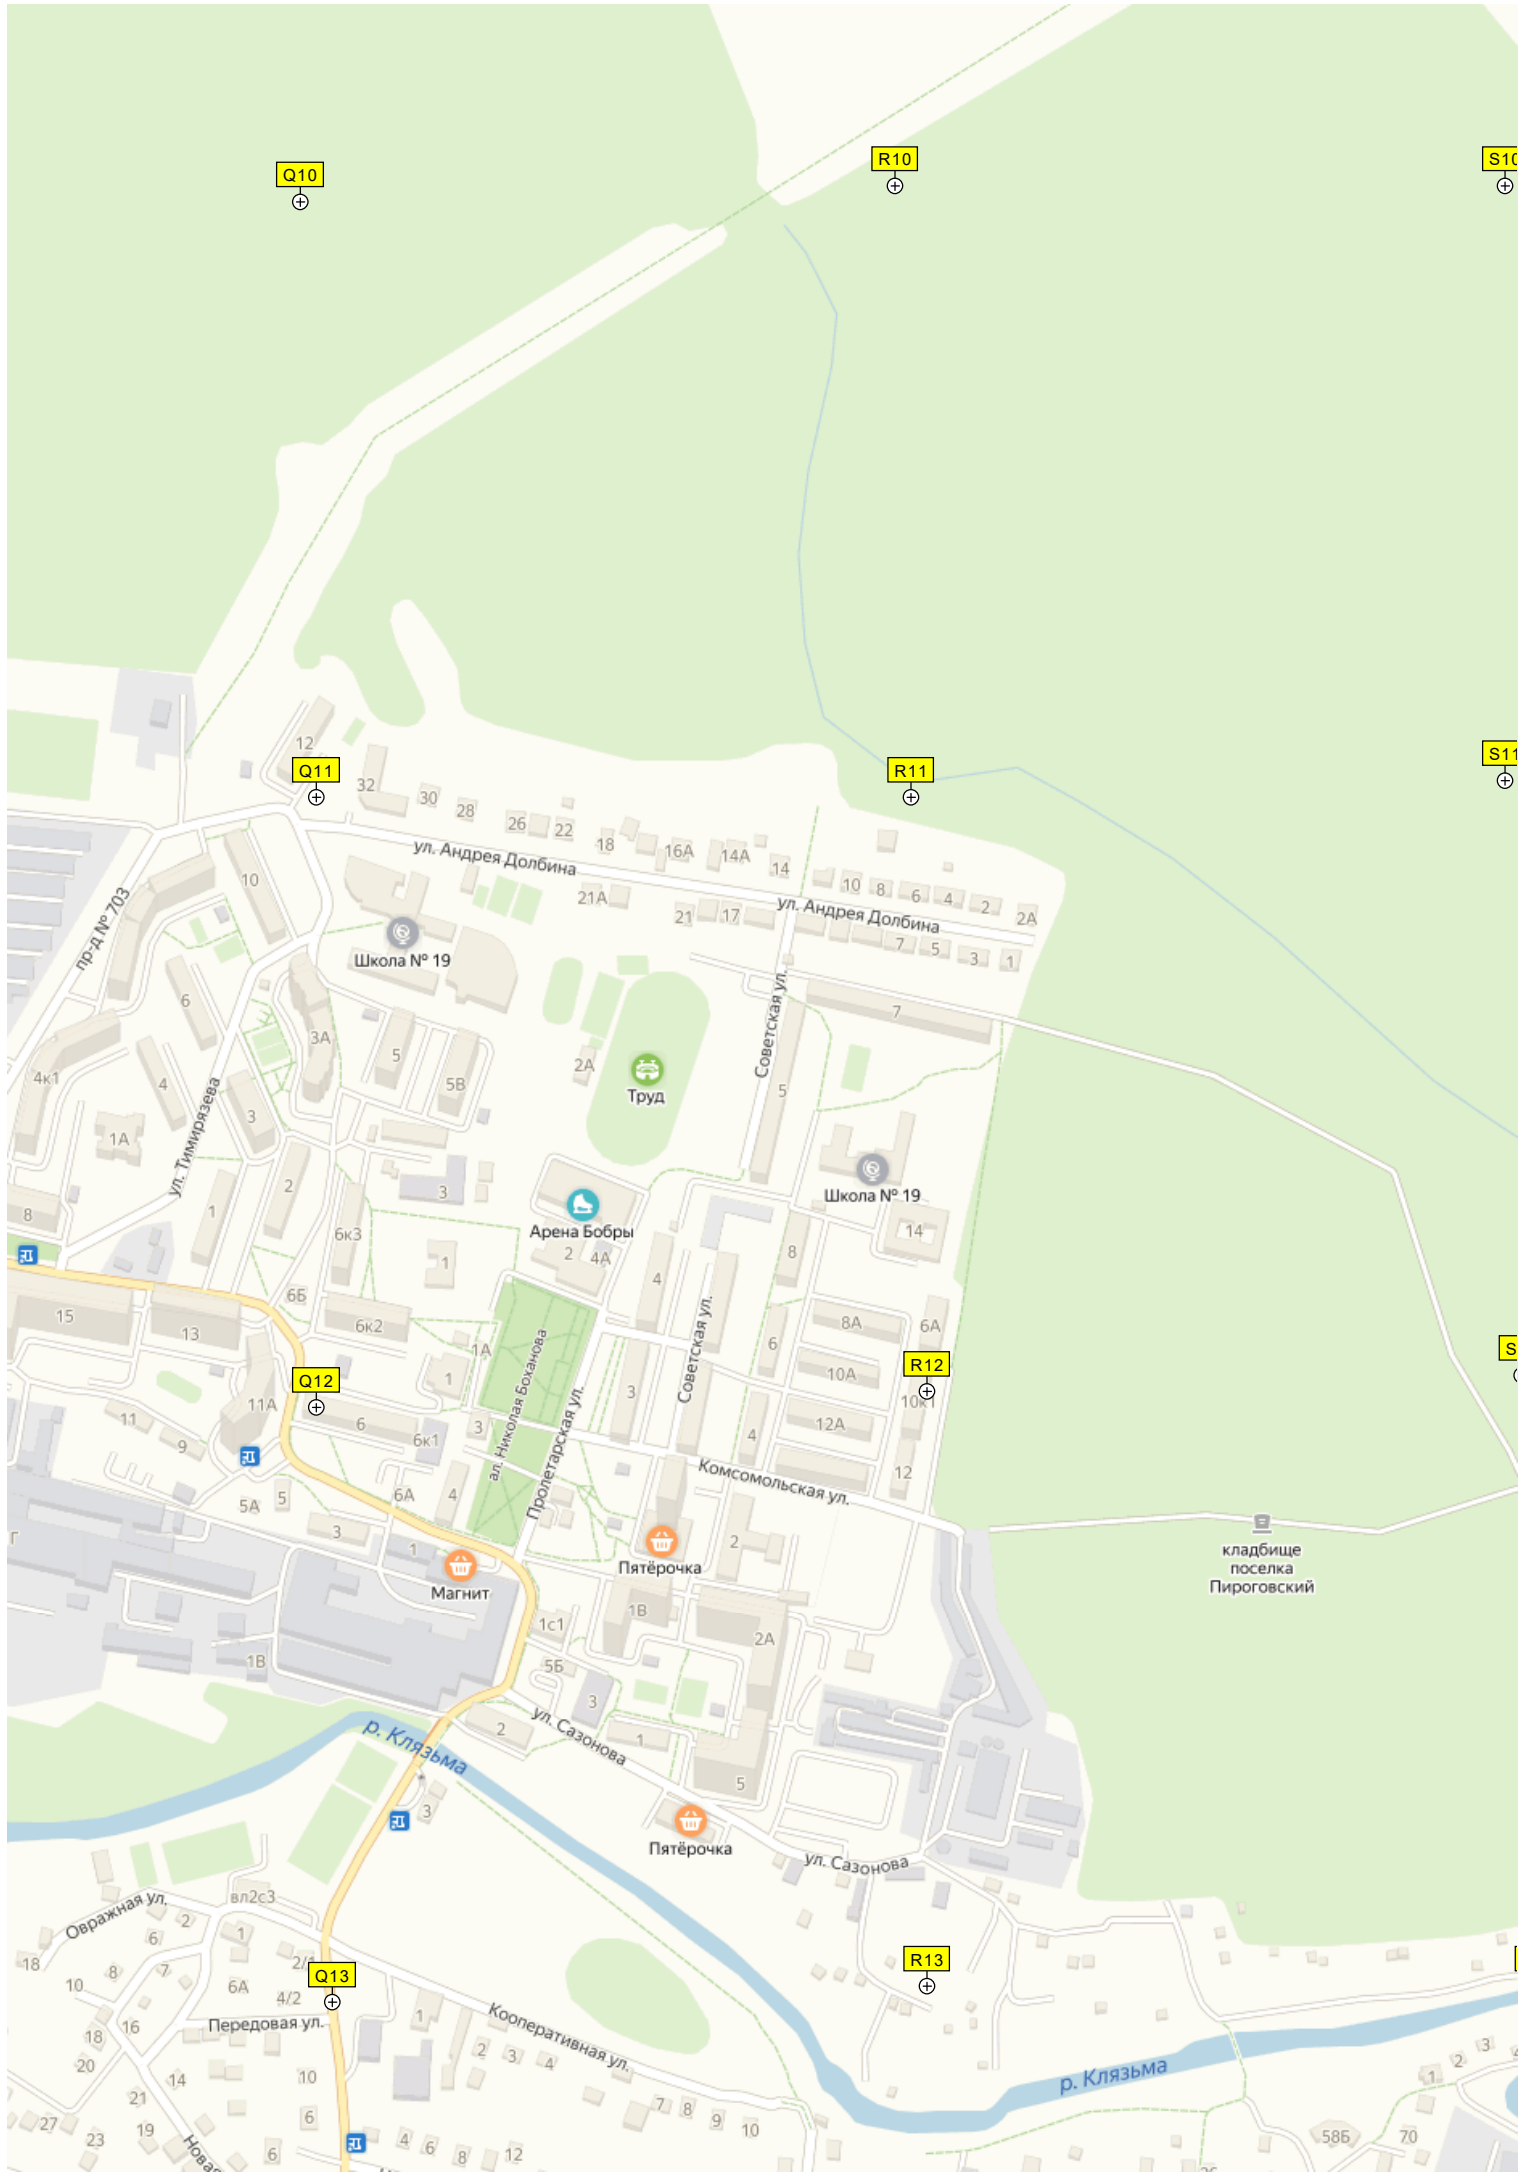 R10
S10
Q10
12
Q11
32
30
28
26
22
18
16А
14А
14
R11
S11
ул. Андрея Долбина
10
10
8
6
4
2
2А
21А
21
17
ул. Андрея Долбина
7
5
3
1
пр-д № 703
Школа № 19
6
3А
5
5В
7
Советская ул.
2А
Труд
5
4к1
4
3
1А
ул. Тимирязева
2
1
3
Школа № 19
8
6к3
Арена Бобры
14
1
2
4А
4
8
6Б
15
13
6к2
1А
ал. Николая Боханова
Советская ул.
6
8А
6А
Q12
R12
10А
10к1
11А
1
3
Пролетарская ул.
11
9
6
6к1
3
4
12А
12
Комсомольская ул.
5А
5
6А
4
3
1
Магнит
Пятёрочка
2
кладбище
поселка
Пироговский
Г
1В
1с1
1В
2А
5Б
3
ул. Сазонова
2
1
р. Клязьма
5
3
Пятёрочка
ул. Сазонова
Овражная ул.
вл2с3
2
6
1
18
8
7
10
6А
4/2
Q13
R13
16
18
Передовая ул.
1
Кооперативная ул.
20
14
10
2
3
4
р. Клязьма
1
2
3
21
27
19
23
6
6
7
8
9
10
4
6
8
12
58Б
70